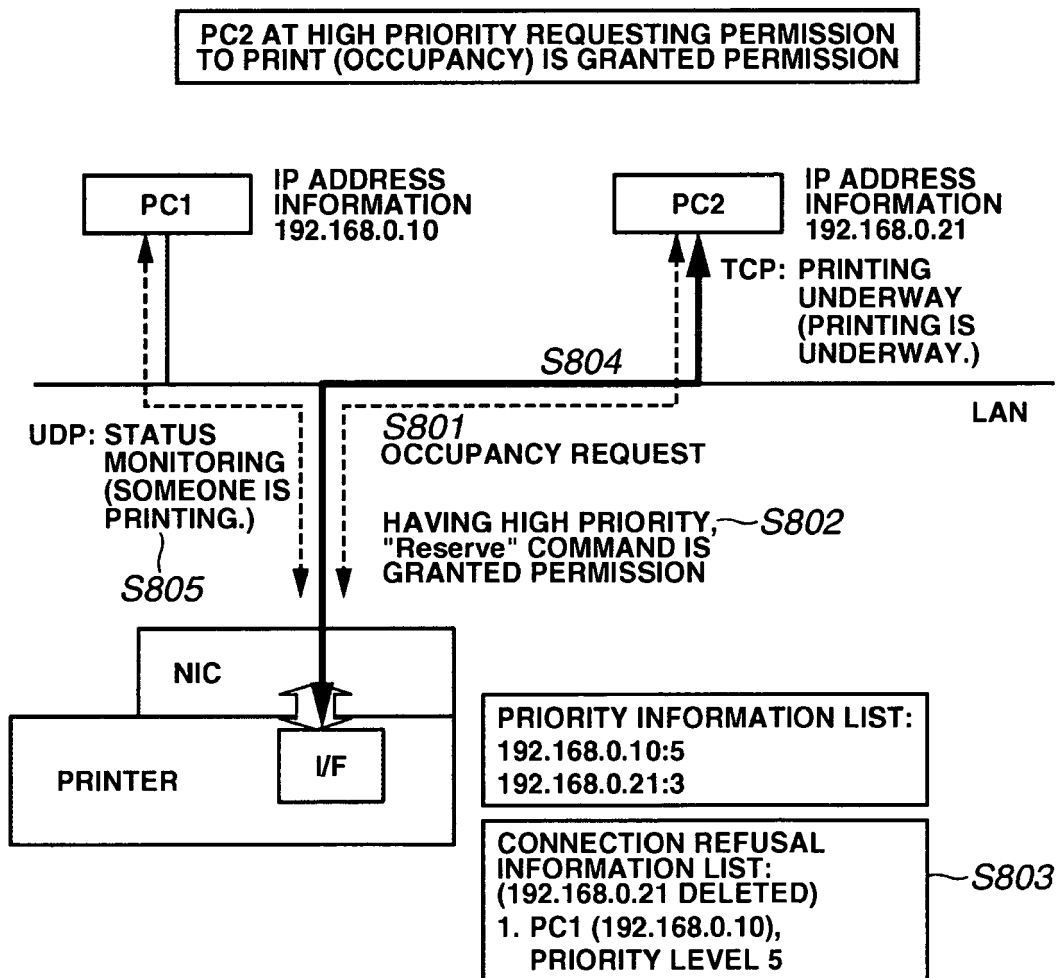 PC2 AT HIGH PRIORITY REQUESTING PERMISSION
TO PRINT (OCCUPANCY) IS GRANTED PERMISSION
PC1
IP ADDRESS
INFORMATION
192.168.0.10
PC2
IP ADDRESS
INFORMATION
192.168.0.21
TCP: PRINTING
UNDERWAY
(PRINTING IS
UNDERWAY.)
S804
LAN
UDP: STATUS
MONITORING
(SOMEONE IS
PRINTING.)
S805
S801
OCCUPANCY REQUEST
HAVING HIGH PRIORITY,
"Reserve" COMMAND IS
GRANTED PERMISSION
S802
NIC
PRINTER
I/F
PRIORITY INFORMATION LIST:
192.168.0.10:5
192.168.0.21:3
CONNECTION REFUSAL
INFORMATION LIST:
(192.168.0.21 DELETED)
1. PC1 (192.168.0.10),
PRIORITY LEVEL 5
S803